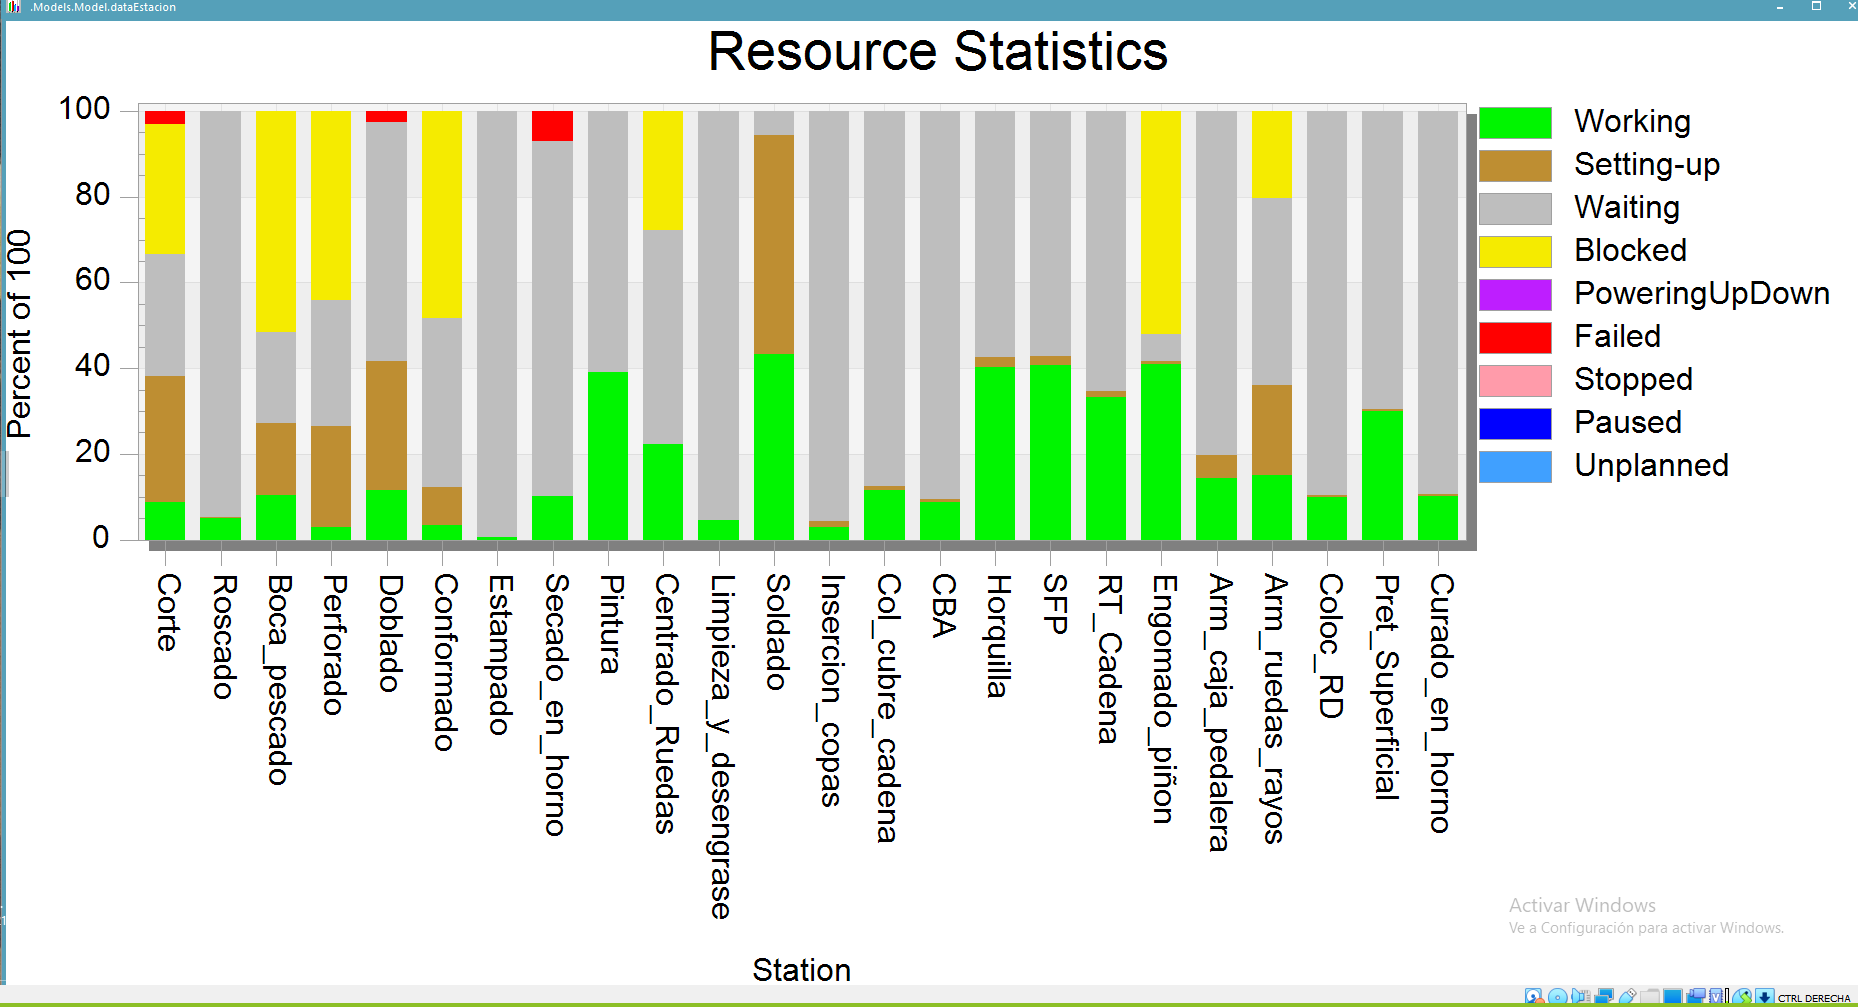 .Models.Model.dataEstacion
Resource Statistics
100
80
60
40
20
0
Percent of 100
Working
Setting-up
Waiting
Blocked
PoweringUpDown
Failed
Stopped
Paused
Unplanned
Corte
Roscado
Boca_pescado
Perforado
Doblado
Conformado
Estampado
Secado_en_horno
Pintura
Centrado_Ruedas
Limpieza_y_desengrase
Soldado
Insercion_copas
Col_cubre_cadena
CBA
Horquilla
SFP
RT_Cadena
Engomado_piñon
Arm_caja_pedalera
Arm_ruedas_rayos
Coloc_RD
Pret_Superficial
Curado_en_horno
Station
Activar Windows
Ve a Configuración para activar Windows.
CTRL DERECHA